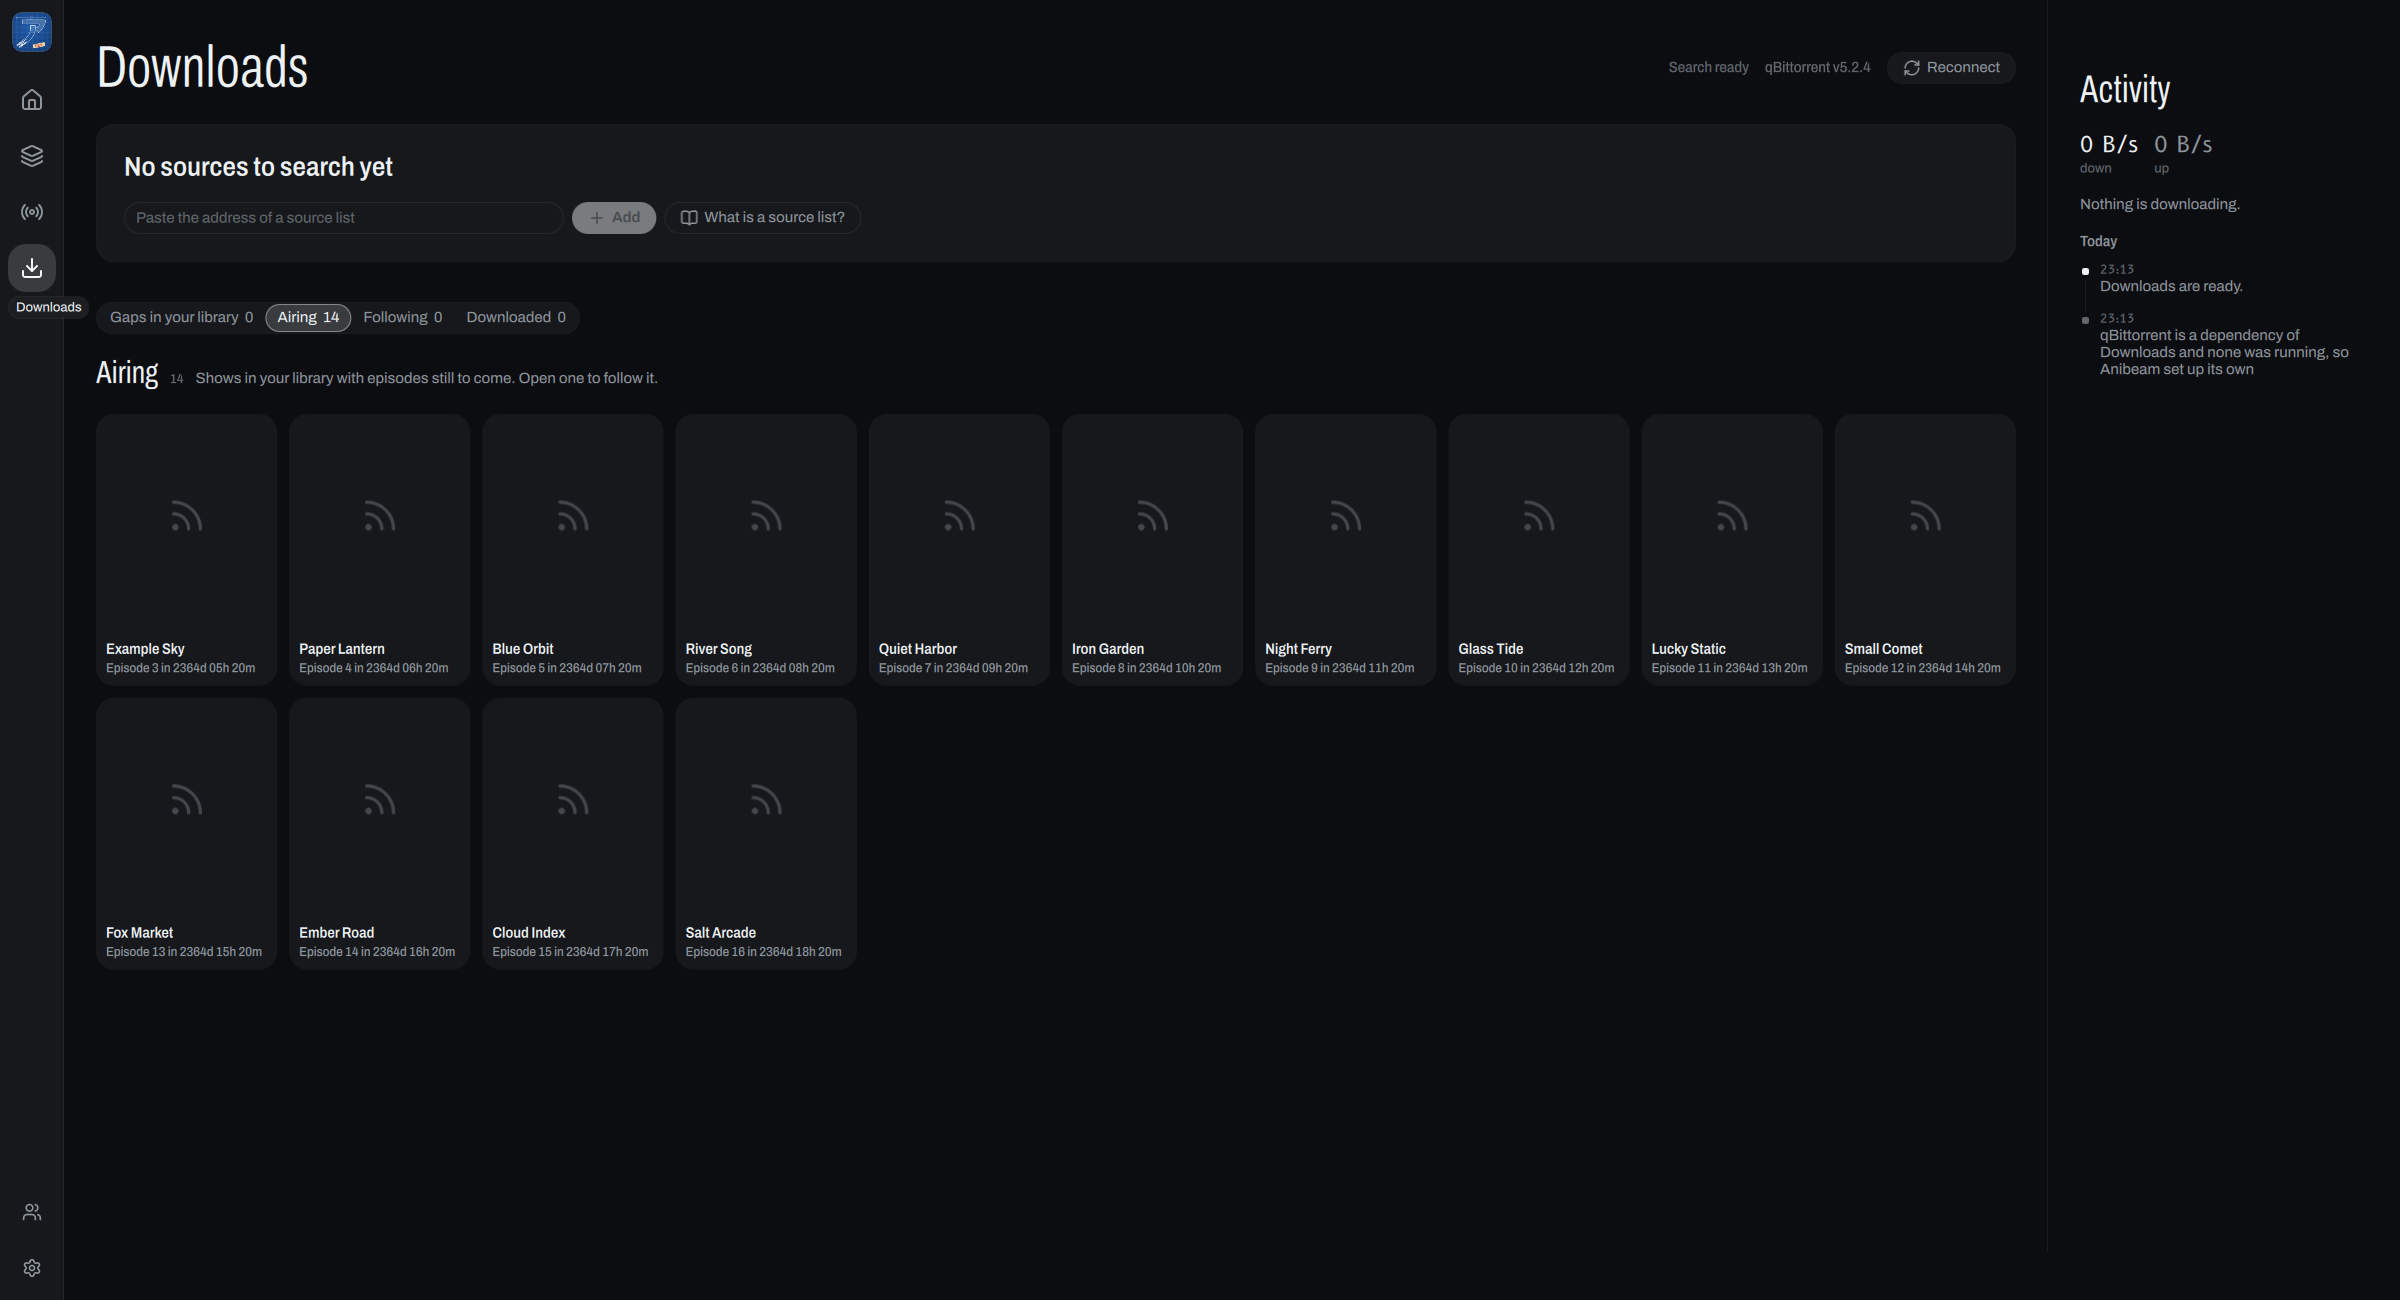 Downloads
Search ready
qBittorrent v5.2.4
Reconnect
No sources to search yet
Paste the address of a source list
Add
What is a source list?
Downloads
Gaps in your library 0
Airing 14
Following 0
Downloaded 0
Airing 14 Shows in your library with episodes still to come. Open one to follow it.
Example Sky
Episode 3 in 2364d 05h 20m
Paper Lantern
Episode 4 in 2364d 06h 20m
Blue Orbit
Episode 5 in 2364d 07h 20m
River Song
Episode 6 in 2364d 08h 20m
Quiet Harbor
Episode 7 in 2364d 09h 20m
Iron Garden
Episode 8 in 2364d 10h 20m
Night Ferry
Episode 9 in 2364d 11h 20m
Glass Tide
Episode 10 in 2364d 12h 20m
Lucky Static
Episode 11 in 2364d 13h 20m
Small Comet
Episode 12 in 2364d 14h 20m
Fox Market
Episode 13 in 2364d 15h 20m
Ember Road
Episode 14 in 2364d 16h 20m
Cloud Index
Episode 15 in 2364d 17h 20m
Salt Arcade
Episode 16 in 2364d 18h 20m
Activity
0 B/s 0 B/s
down up
Nothing is downloading.
Today
23:13
Downloads are ready.
23:13
qBittorrent is a dependency of
Downloads and none was running, so
Anibeam set up its own